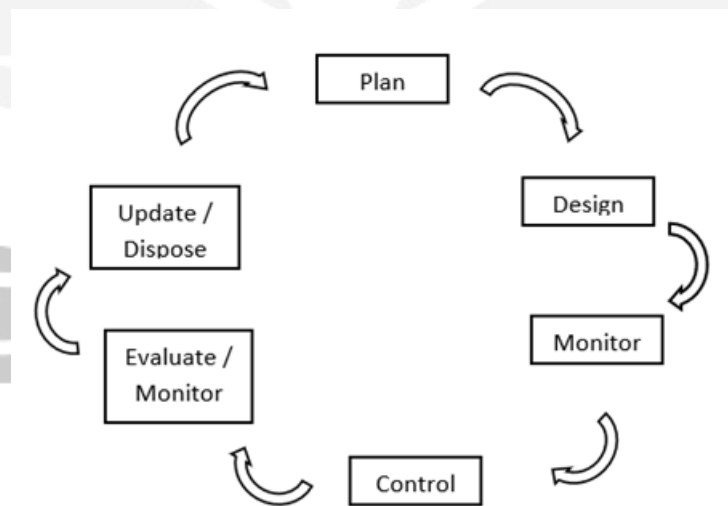 Plan
Design
Monitor
Control
Evaluate /
Monitor
Update /
Dispose